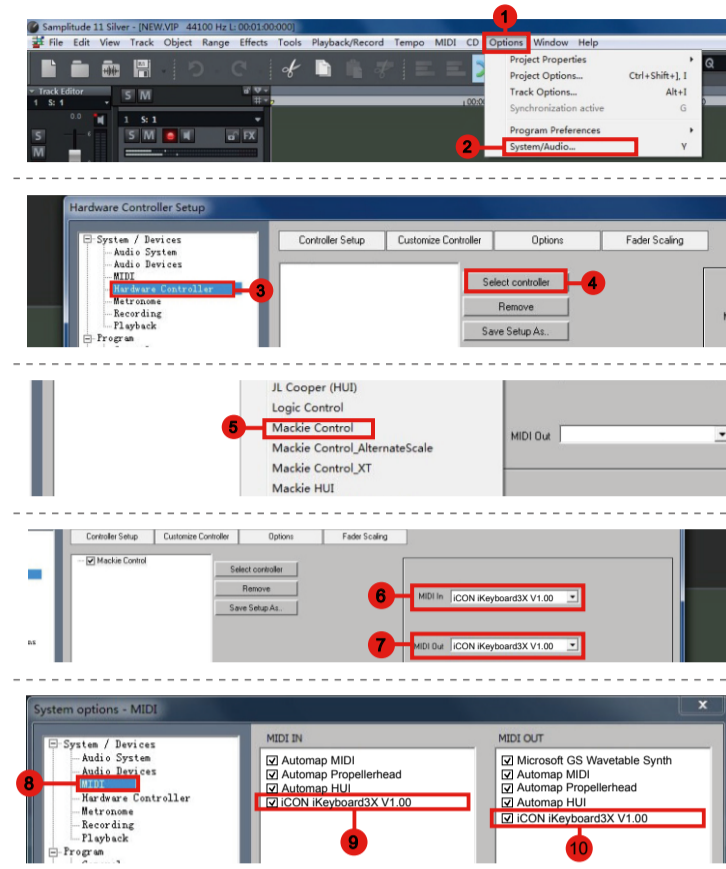 1
Samplitude 11 Silver - [NEW.VIP 44100 Hz L: 00:01:00:000]
File Edit View Track Object Range Effects Tools Playback/Record Tempo MIDI CD Options Window Help
Project Properties
Project Options... Ctrl+Shift+], I
Track Options... Alt+I
Synchronization active G
Program Preferences
2 System/Audio... Y
Q
Track Editor
1 S: 1
S M
0.0
1 S: 1
S M FX
S
M
Hardware Controller Setup
System / Devices
Audio System
Audio Devices
MIDI
Hardware Controller 3
Metronome
Recording
Playback
Program
Controller Setup Customize Controller Options Fader Scaling
Select controller 4
Remove
Save Setup As..
JL Cooper (HUI)
Logic Control
5 Mackie Control
Mackie Control_AlternateScale
Mackie Control_XT
Mackie HUI
MIDI Out
Controller Setup Customize Controller Options Fader Scaling
Mackie Control
Select controller
Remove
Save Setup As..
6 MIDI In iCON iKeyboard3X V1.00
7 MIDI Out iCON iKeyboard3X V1.00
ns
System options - MIDI x
System / Devices
Audio System
Audio Devices
8 MIDI
Hardware Controller
Metronome
Recording
Playback
Program
MIDI IN
Automap MIDI
Automap Propellerhead
Automap HUI
iCON iKeyboard3X V1.00
9
MIDI OUT
Microsoft GS Wavetable Synth
Automap MIDI
Automap Propellerhead
Automap HUI
iCON iKeyboard3X V1.00
10